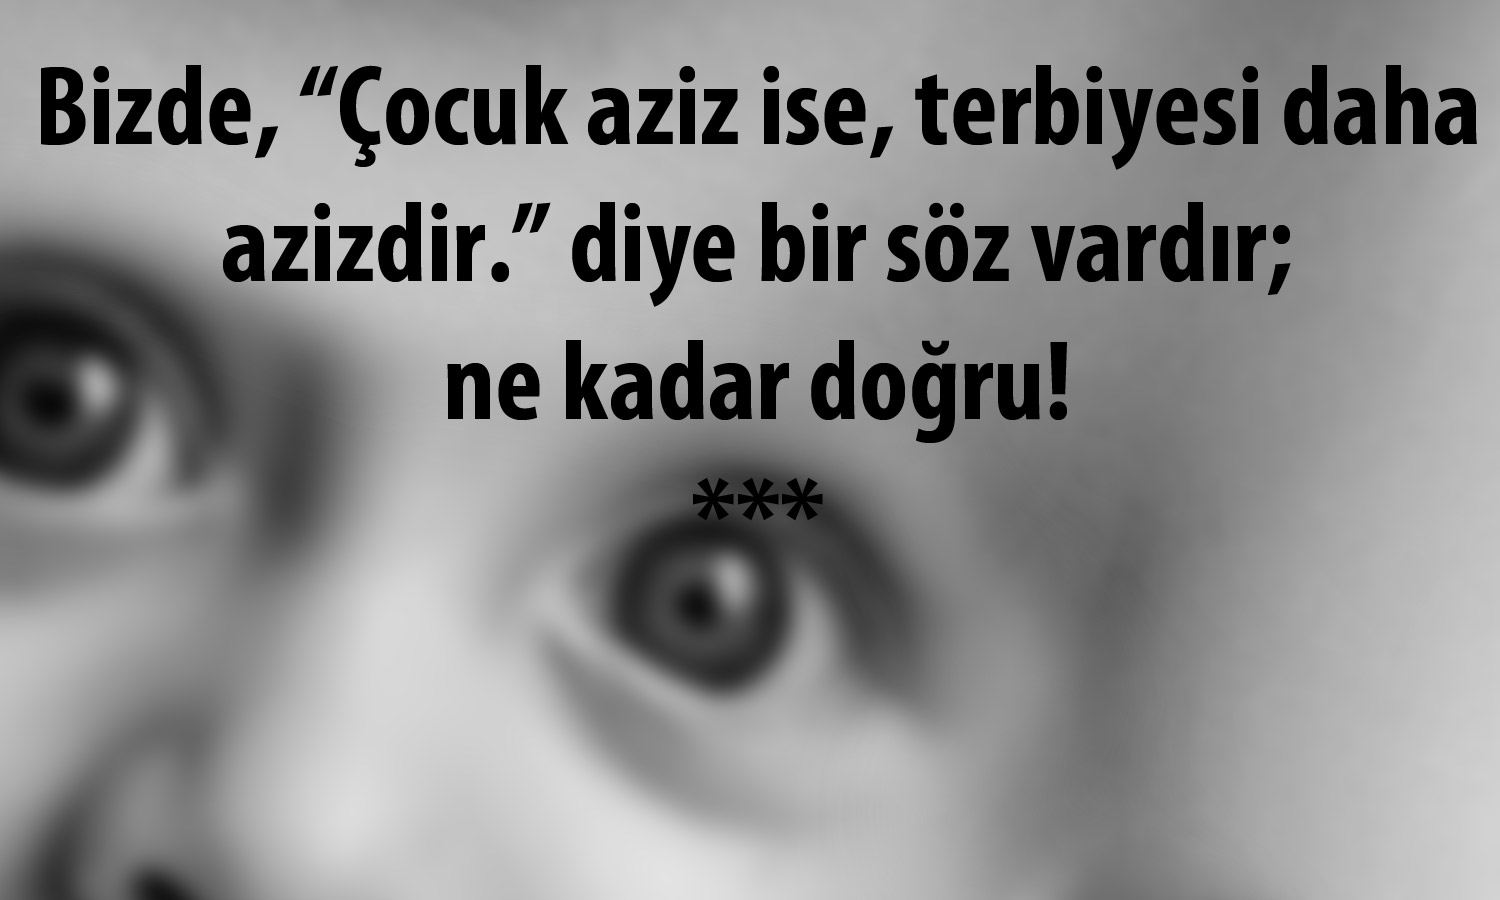 Bizde, “Çocuk aziz ise, terbiyesi daha
azizdir.” diye bir söz vardır;
ne kadar doğru!
***